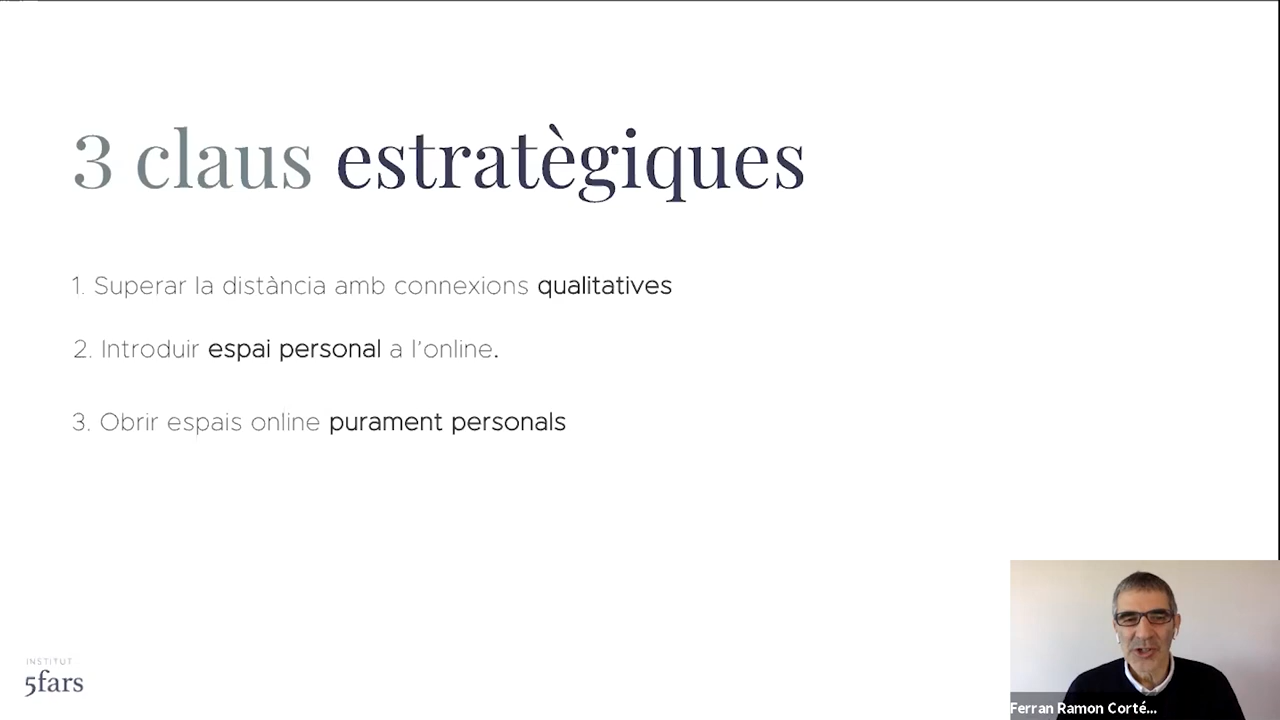 3 claus estratègiques
1. Superar la distància amb connexions qualitatives
2. Introduir espai personal a l'online.
3. Obrir espais online purament personals
INSTITUT
5fars
Ferran Ramon Corté...